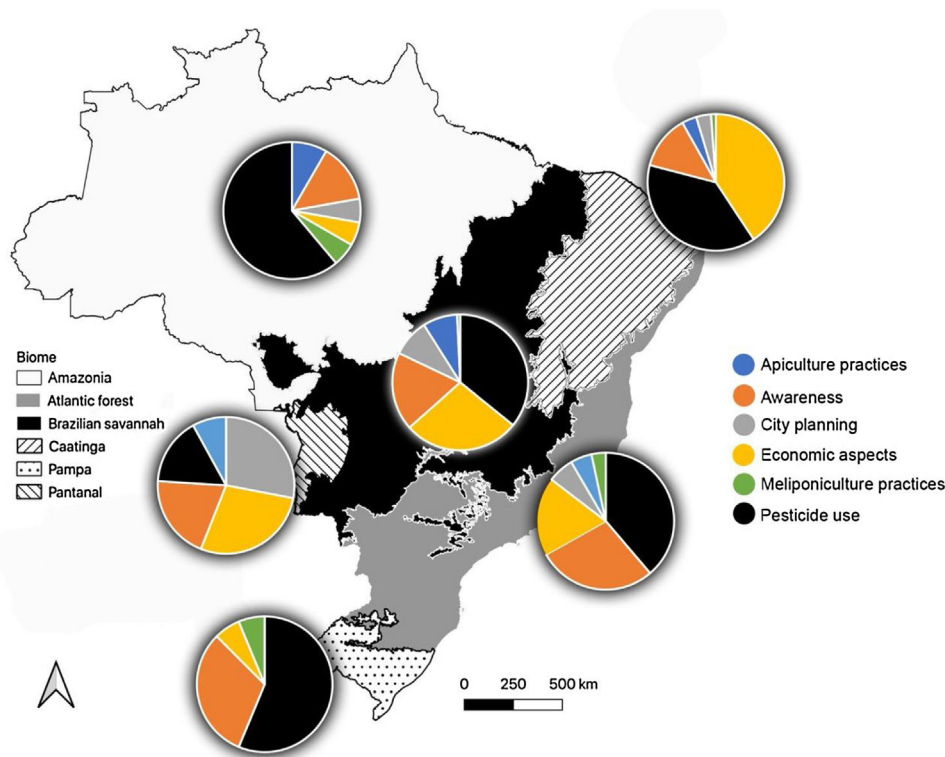 Biome
Amazonia
Atlantic forest
Brazilian savannah
Caatinga
Pampa
Pantanal
Apiculture practices
Awareness
City planning
Economic aspects
Meliponiculture practices
Pesticide use
0 250 500 km